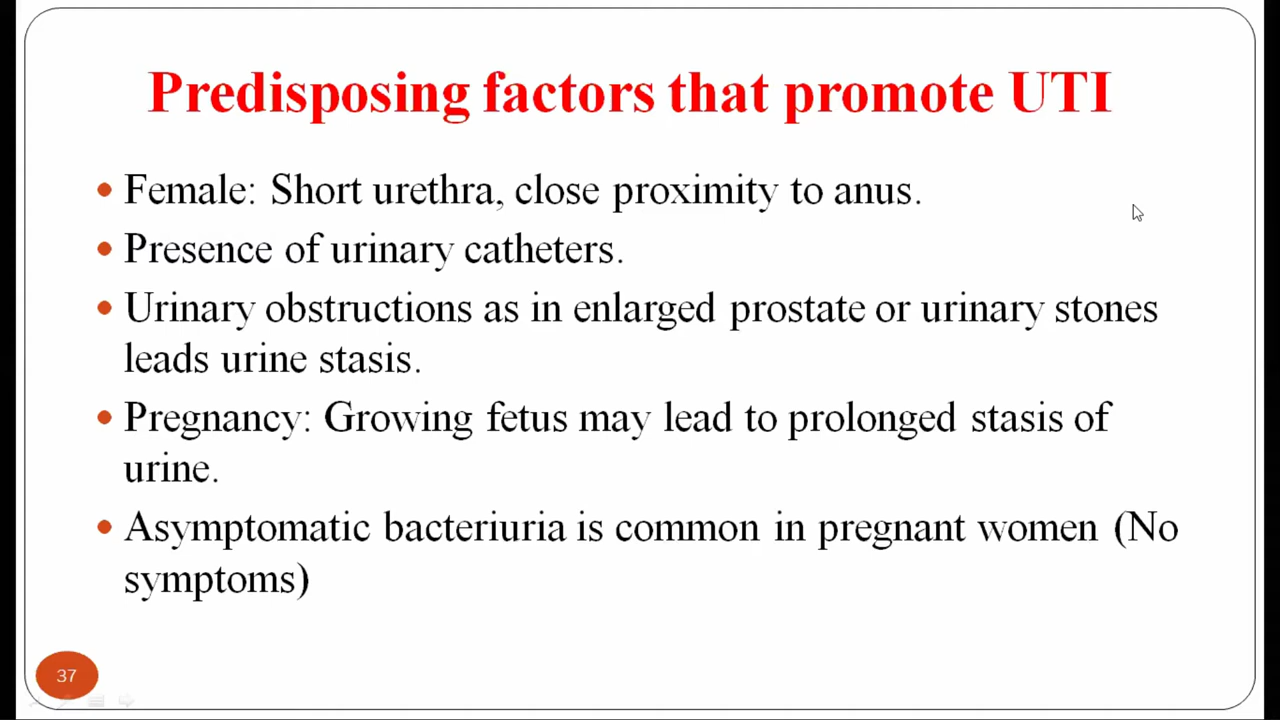 Predisposing factors that promote UTI
• Female: Short urethra, close proximity to anus.
• Presence of urinary catheters.
• Urinary obstructions as in enlarged prostate or urinary stones
leads urine stasis.
• Pregnancy: Growing fetus may lead to prolonged stasis of
urine.
• Asymptomatic bacteriuria is common in pregnant women (No
symptoms)
37